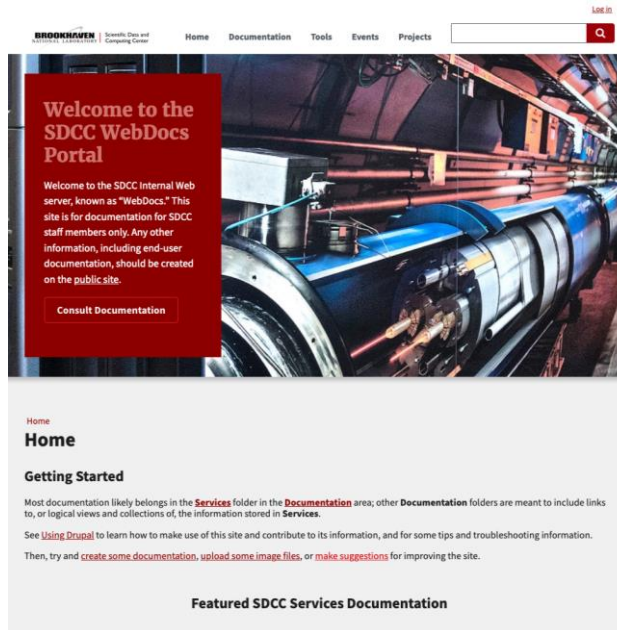 Log in
BROOKHAVEN
NATIONAL LABORATORY
Scientific Data and
Computing Center
Home Documentation Tools Events Projects
Welcome to the
SDCC WebDocs
Portal
Welcome to the SDCC Internal Web
server, known as “WebDocs.” This
site is for documentation for SDCC
staff members only. Any other
information, including end-user
documentation, should be created
on the public site.
Consult Documentation
Home
Home
Getting Started
Most documentation likely belongs in the Services folder in the Documentation area; other Documentation folders are meant to include links
to, or logical views and collections of, the information stored in Services.
See Using Drupal to learn how to make use of this site and contribute to its information, and for some tips and troubleshooting information.
Then, try and create some documentation, upload some image files, or make suggestions for improving the site.
Featured SDCC Services Documentation